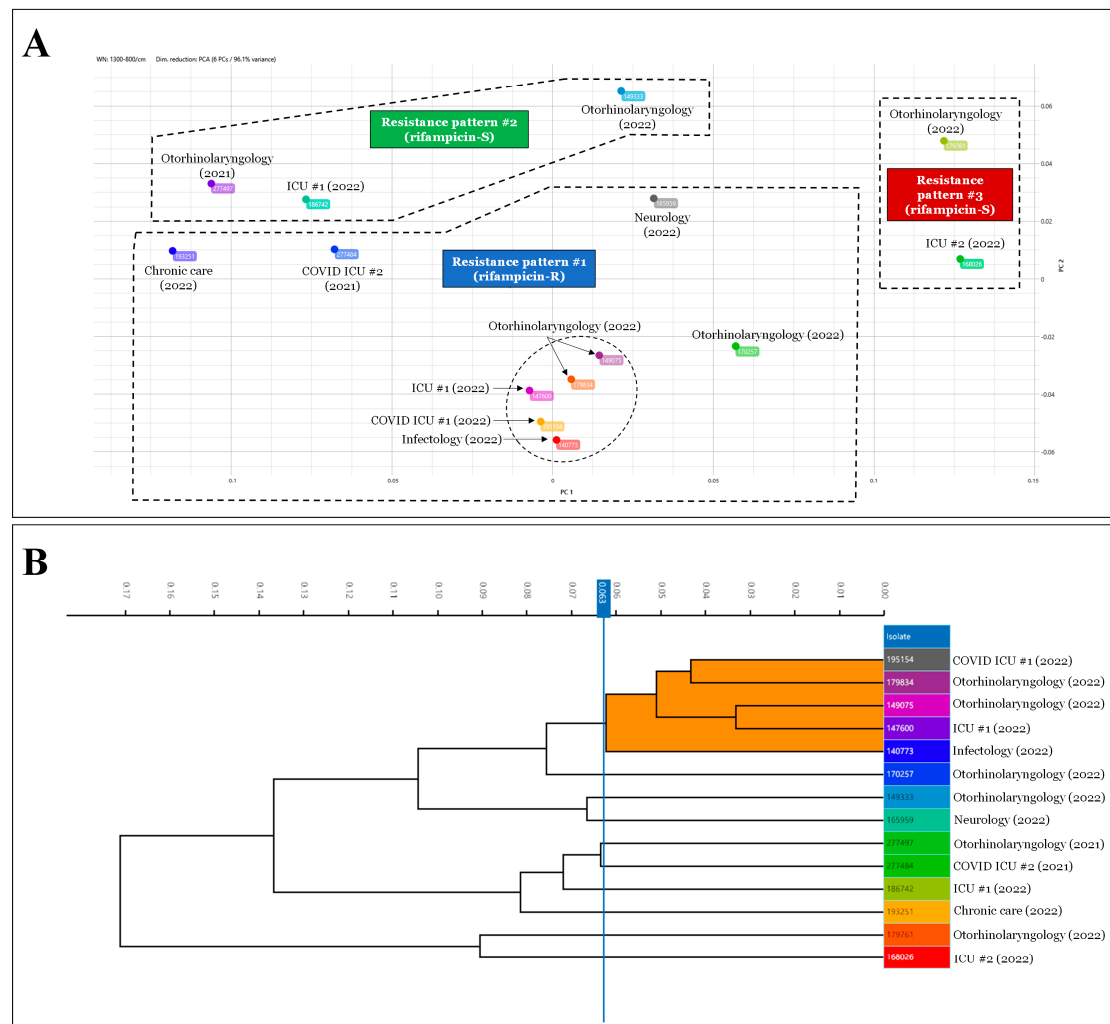 A
WN: 1300-800/cm Dim. reduction: PCA (6 PCs / 96.1% variance)
149333
Otorhinolaryngology
(2022)
Resistance pattern #2
(rifampicin-S)
Otorhinolaryngology
(2022)
179761
Resistance
pattern #3
(rifampicin-S)
Otorhinolaryngology
(2021)
277497
ICU #1 (2022)
186742
165959
Neurology
(2022)
ICU #2 (2022)
168026
193251
Chronic care
(2022)
277484
COVID ICU #2
(2021)
Resistance pattern #1
(rifampicin-R)
Otorhinolaryngology (2022)
149075
179834
Otorhinolaryngology (2022)
170257
ICU #1 (2022)
147600
COVID ICU #1 (2022)
Infectology (2022)
140773
0.06
0.04
0.02
0
-0.02
-0.04
-0.06
PC 2
0.1
0.05
0
0.05
0.1
0.15
PC 1
B
0.17
0.16
0.15
0.14
0.13
0.12
0.11
0.10
0.09
0.08
0.07
0.063
0.06
0.05
0.04
0.03
0.02
0.01
0.00
Isolate
195154 COVID ICU #1 (2022)
179834 Otorhinolaryngology (2022)
149075 Otorhinolaryngology (2022)
147600 ICU #1 (2022)
140773 Infectology (2022)
170257 Otorhinolaryngology (2022)
149333 Otorhinolaryngology (2022)
165959 Neurology (2022)
277497 Otorhinolaryngology (2021)
277484 COVID ICU #2 (2021)
186742 ICU #1 (2022)
193251 Chronic care (2022)
179761 Otorhinolaryngology (2022)
168026 ICU #2 (2022)